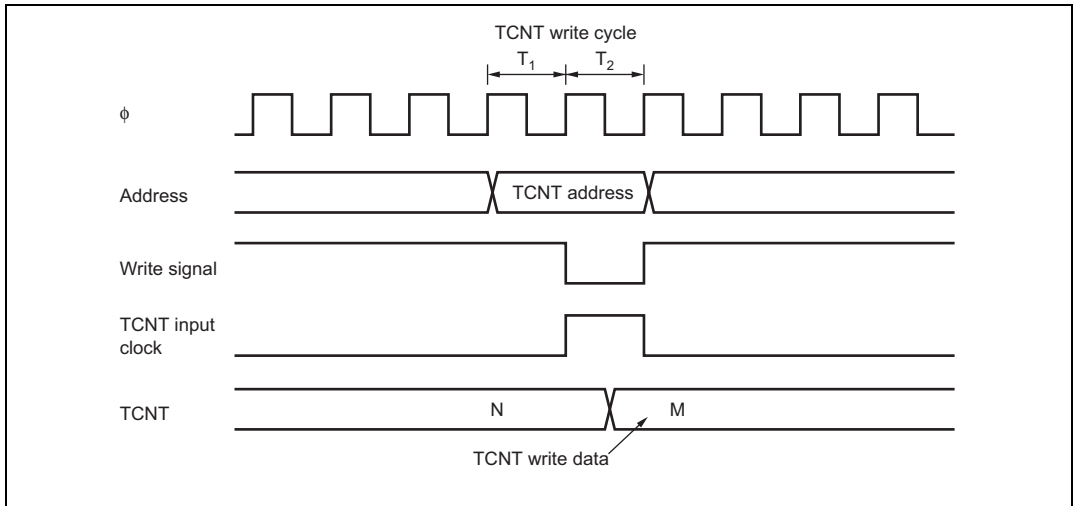 TCNT write cycle
T1 T2
ϕ
Address
TCNT address
Write signal
TCNT input
clock
TCNT
N
M
TCNT write data